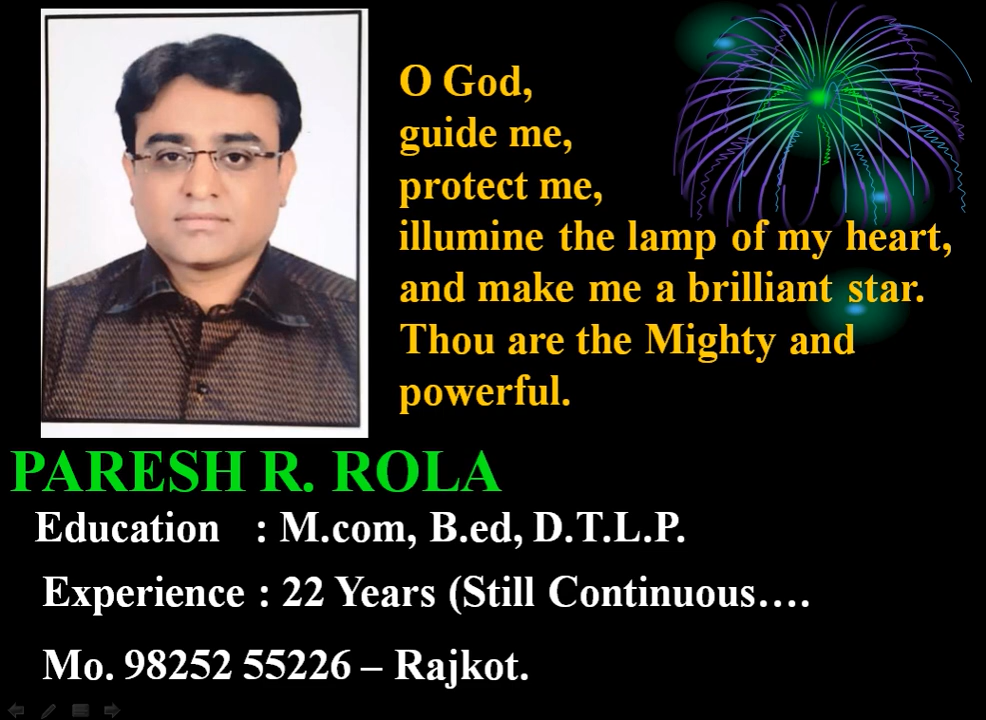 O God,
guide me,
protect me,
illumine the lamp of my heart,
and make me a brilliant star.
Thou are the Mighty and
powerful.
PARESH R. ROLA
Education : M.com, B.ed, D.T.L.P.
Experience : 22 Years (Still Continuous....
Mo. 98252 55226 – Rajkot.